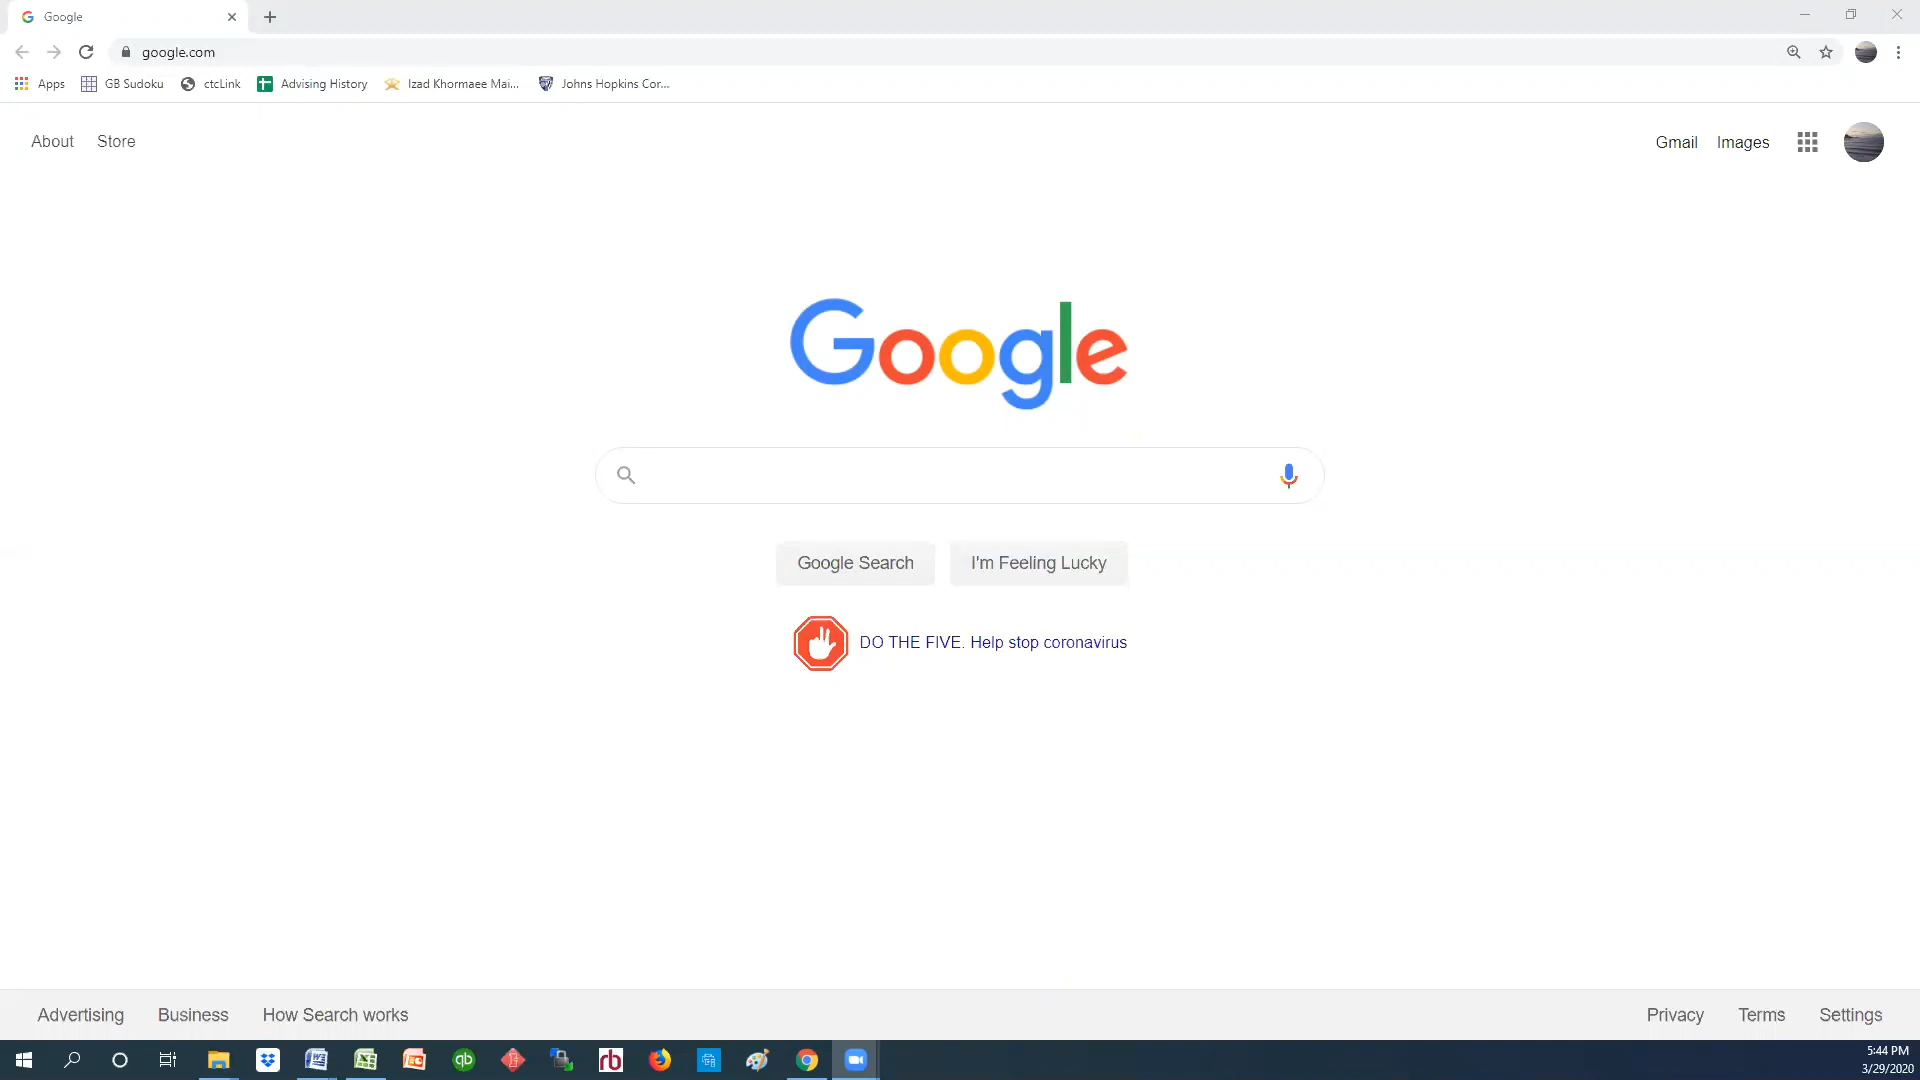 Google
google.com
Apps GB Sudoku ctcLink Advising History Izad Khormaee Mai... Johns Hopkins Cor...
About Store Gmail Images
Google
Google Search I'm Feeling Lucky
DO THE FIVE. Help stop coronavirus
Advertising Business How Search works Privacy Terms Settings
qb rb
5:44 PM
3/29/2020